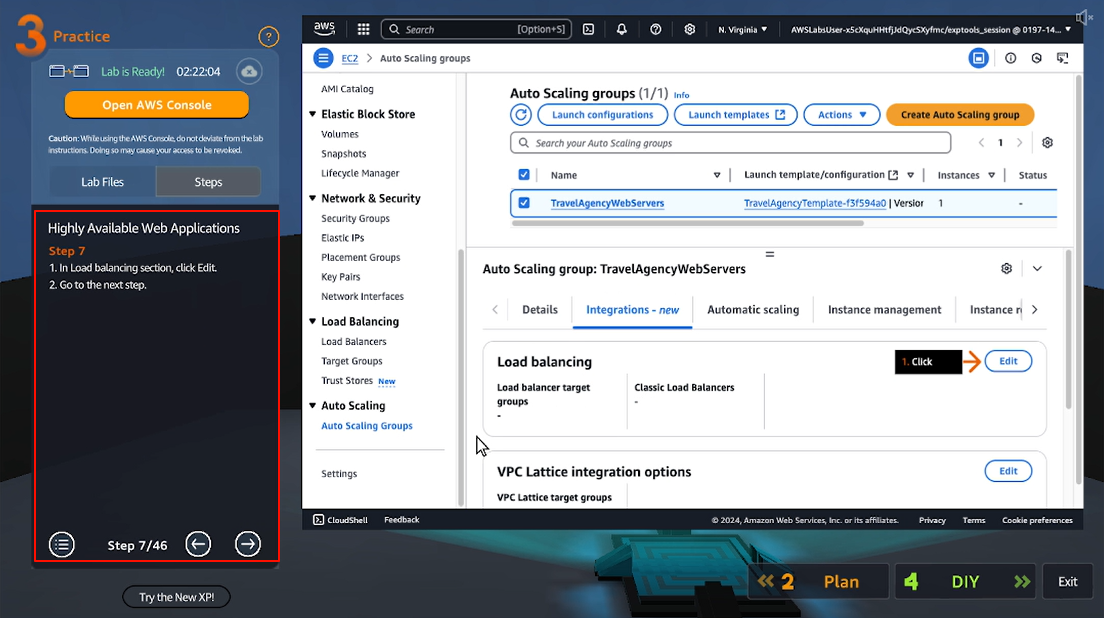 3 Practice
?
Lab is Ready! 02:22:04
Open AWS Console
Caution: While using the AWS Console, do not deviate from the lab
instructions. Doing so may cause your access to be revoked.
Lab Files
Steps
Highly Available Web Applications
Step 7
1. In Load balancing section, click Edit.
2. Go to the next step.
Step 7/46
Try the New XP!
aws
Search
[Option+S]
N. Virginia
AWSLabsUser-x5cXquHHtfjJdQycSXyfmc/exptools_session @ 0197-14...
EC2
Auto Scaling groups
AMI Catalog
Elastic Block Store
Volumes
Snapshots
Lifecycle Manager
Network & Security
Security Groups
Elastic IPs
Placement Groups
Key Pairs
Network Interfaces
Load Balancing
Load Balancers
Target Groups
Trust Stores New
Auto Scaling
Auto Scaling Groups
Settings
Auto Scaling groups (1/1) Info
Launch configurations
Launch templates
Actions
Create Auto Scaling group
Search your Auto Scaling groups
1
Name
Launch template/configuration
Instances
Status
TravelAgencyWebServers
TravelAgencyTemplate-f3f594a0 | Version
1
-
Auto Scaling group: TravelAgencyWebServers
Details
Integrations - new
Automatic scaling
Instance management
Instance r
Load balancing
1. Click
Edit
Load balancer target
groups
-
Classic Load Balancers
-
VPC Lattice integration options
Edit
VPC Lattice target groups
CloudShell
Feedback
© 2024, Amazon Web Services, Inc. or its affiliates.
Privacy
Terms
Cookie preferences
2 Plan
4 DIY
Exit